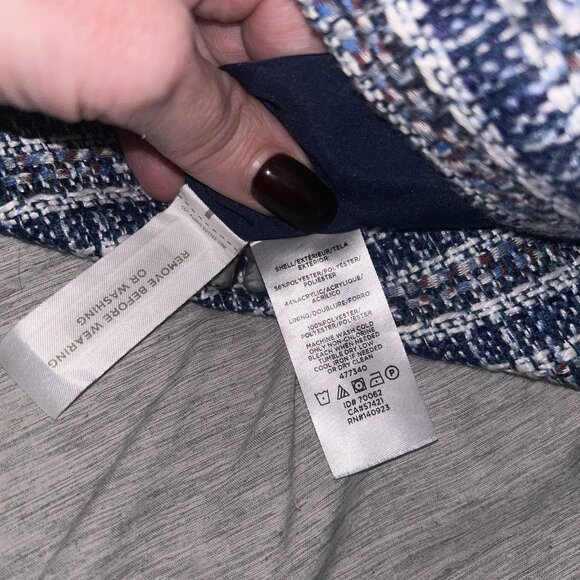 REMOVE BEFORE WEARING
OR WASHING
SHELL/EXTERIEUR/TELA
EXTERIOR:
56%POLYESTER/POLYESTER/
POLIESTER
44%ACRYLIC/ACRYLIQUE/
ACRILICO
LINING/DOUBLURE/FORRO
100%POLYESTER/
POLYESTER/POLIESTER
MACHINE WASH COLD
ONLY NON-CHLORINE
BLEACH WHEN NEEDED
TUMBLE DRY LOW
COOL IRON IF NEEDED
OR DRY CLEAN
477340
ID# 70062
CA#57421
RN#140923